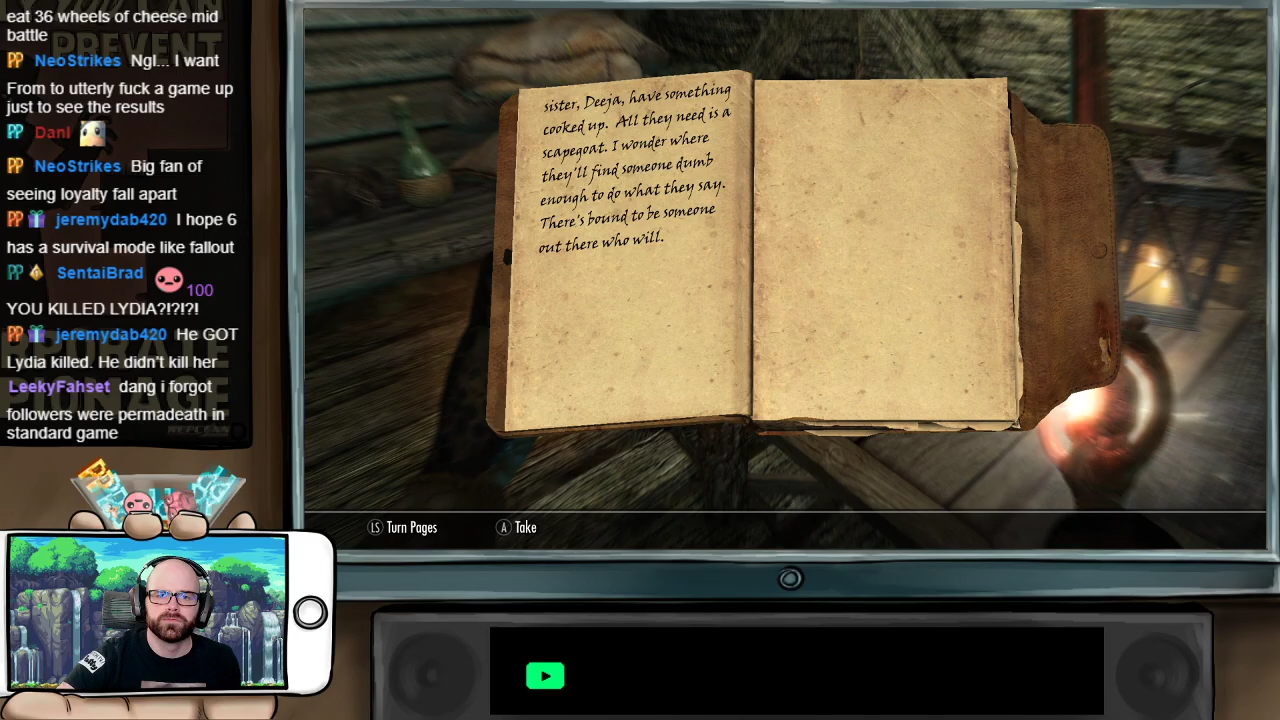 eat 36 wheels of cheese mid
battle
NeoStrikes Ngl... I want
From to utterly fuck a game up
just to see the results
Danl
NeoStrikes Big fan of
seeing loyalty fall apart
jeremydab420 I hope 6
has a survival mode like fallout
SentaiBrad 100
YOU KILLED LYDIA?!?!?!
jeremydab420 He GOT
Lydia killed. He didn't kill her
LeekyFahset dang i forgot
followers were permadeath in
standard game
PREVENT
sister, Deeja, have something
cooked up. All they need is a
scapegoat. I wonder where
they'll find someone dumb
enough to do what they say.
There's bound to be someone
out there who will.
LS Turn Pages
A Take